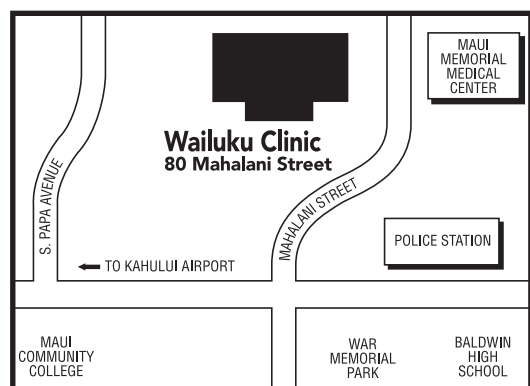 MAUI
MEMORIAL
MEDICAL
CENTER
Wailuku Clinic
80 Mahalani Street
S. PAPA AVENUE
MAHALANI STREET
POLICE STATION
← TO KAHULUI AIRPORT
MAUI
COMMUNITY
COLLEGE
WAR
MEMORIAL
PARK
BALDWIN
HIGH
SCHOOL